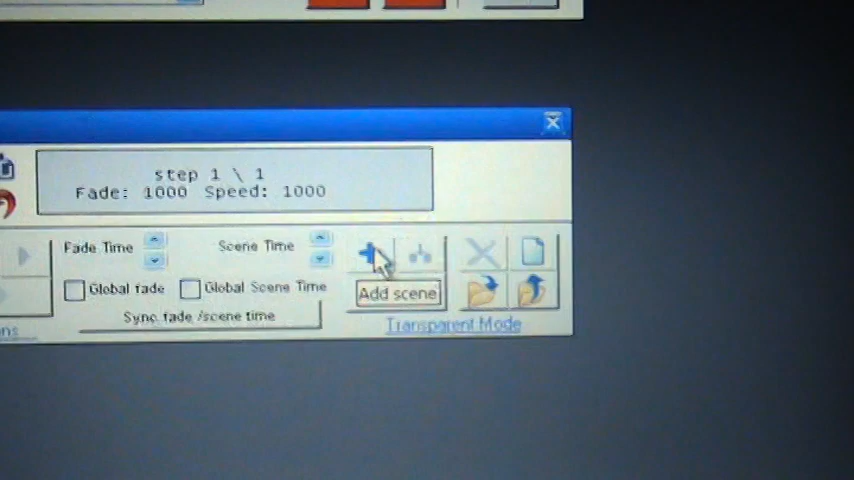 step 1 \ 1
Fade: 1000 Speed: 1000
Fade Time
Scene Time
Global fade
Global Scene Time
Add scene
Sync fade /scene time
Transparent Mode